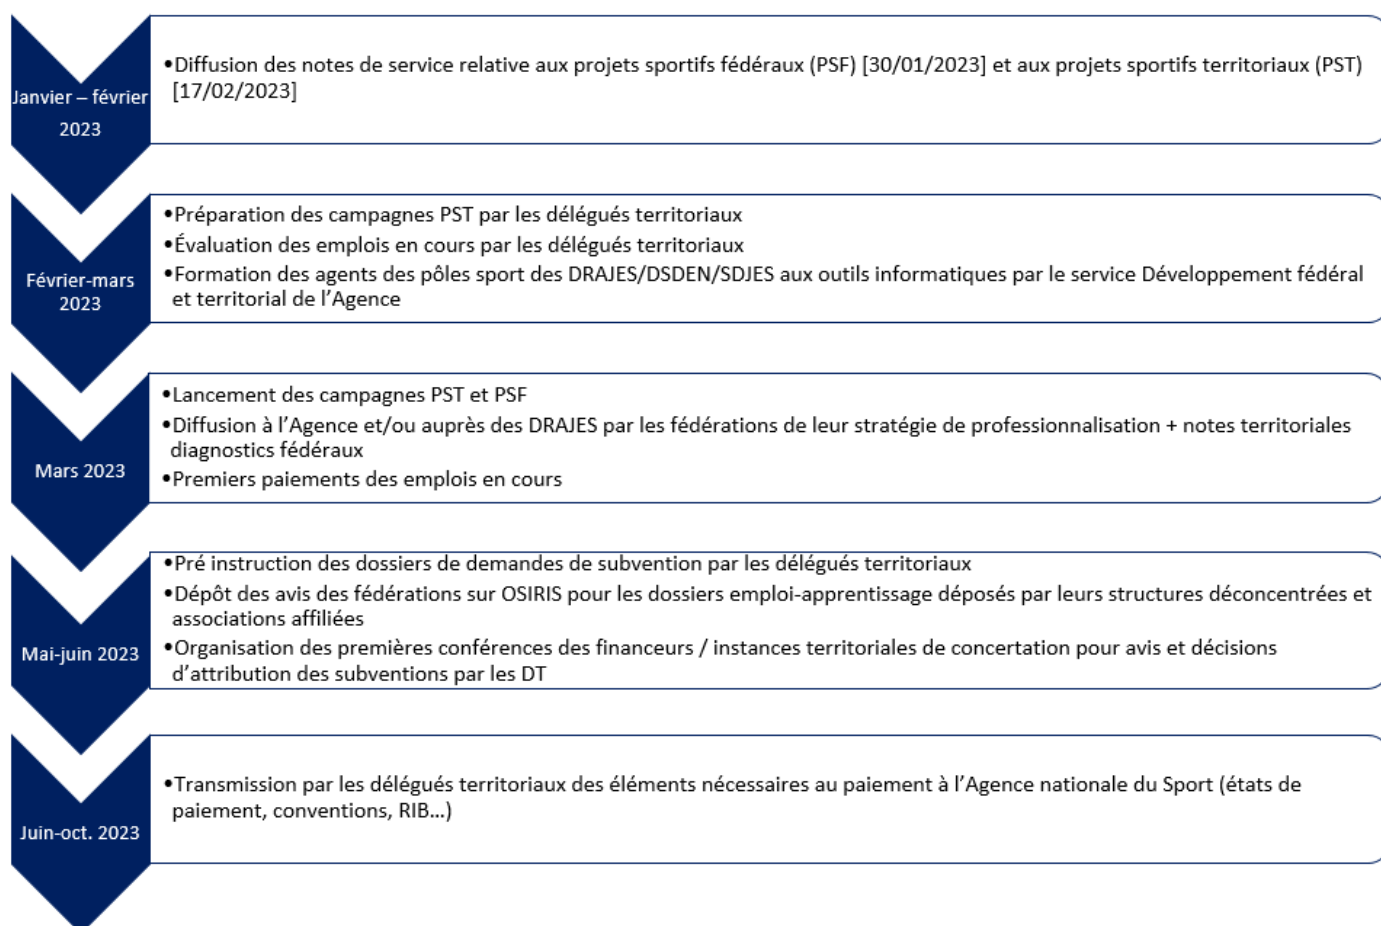 Janvier – février
2023
•Diffusion des notes de service relative aux projets sportifs fédéraux (PSF) [30/01/2023] et aux projets sportifs territoriaux (PST)
[17/02/2023]
Février-mars
2023
•Préparation des campagnes PST par les délégués territoriaux
•Évaluation des emplois en cours par les délégués territoriaux
•Formation des agents des pôles sport des DRAJES/DSDEN/SDJES aux outils informatiques par le service Développement fédéral
et territorial de l’Agence
Mars 2023
•Lancement des campagnes PST et PSF
•Diffusion à l’Agence et/ou auprès des DRAJES par les fédérations de leur stratégie de professionnalisation + notes territoriales
diagnostics fédéraux
•Premiers paiements des emplois en cours
Mai-juin 2023
•Pré instruction des dossiers de demandes de subvention par les délégués territoriaux
•Dépôt des avis des fédérations sur OSIRIS pour les dossiers emploi-apprentissage déposés par leurs structures déconcentrées et
associations affiliées
•Organisation des premières conférences des financeurs / instances territoriales de concertation pour avis et décisions
d’attribution des subventions par les DT
Juin-oct. 2023
•Transmission par les délégués territoriaux des éléments nécessaires au paiement à l’Agence nationale du Sport (états de
paiement, conventions, RIB…)